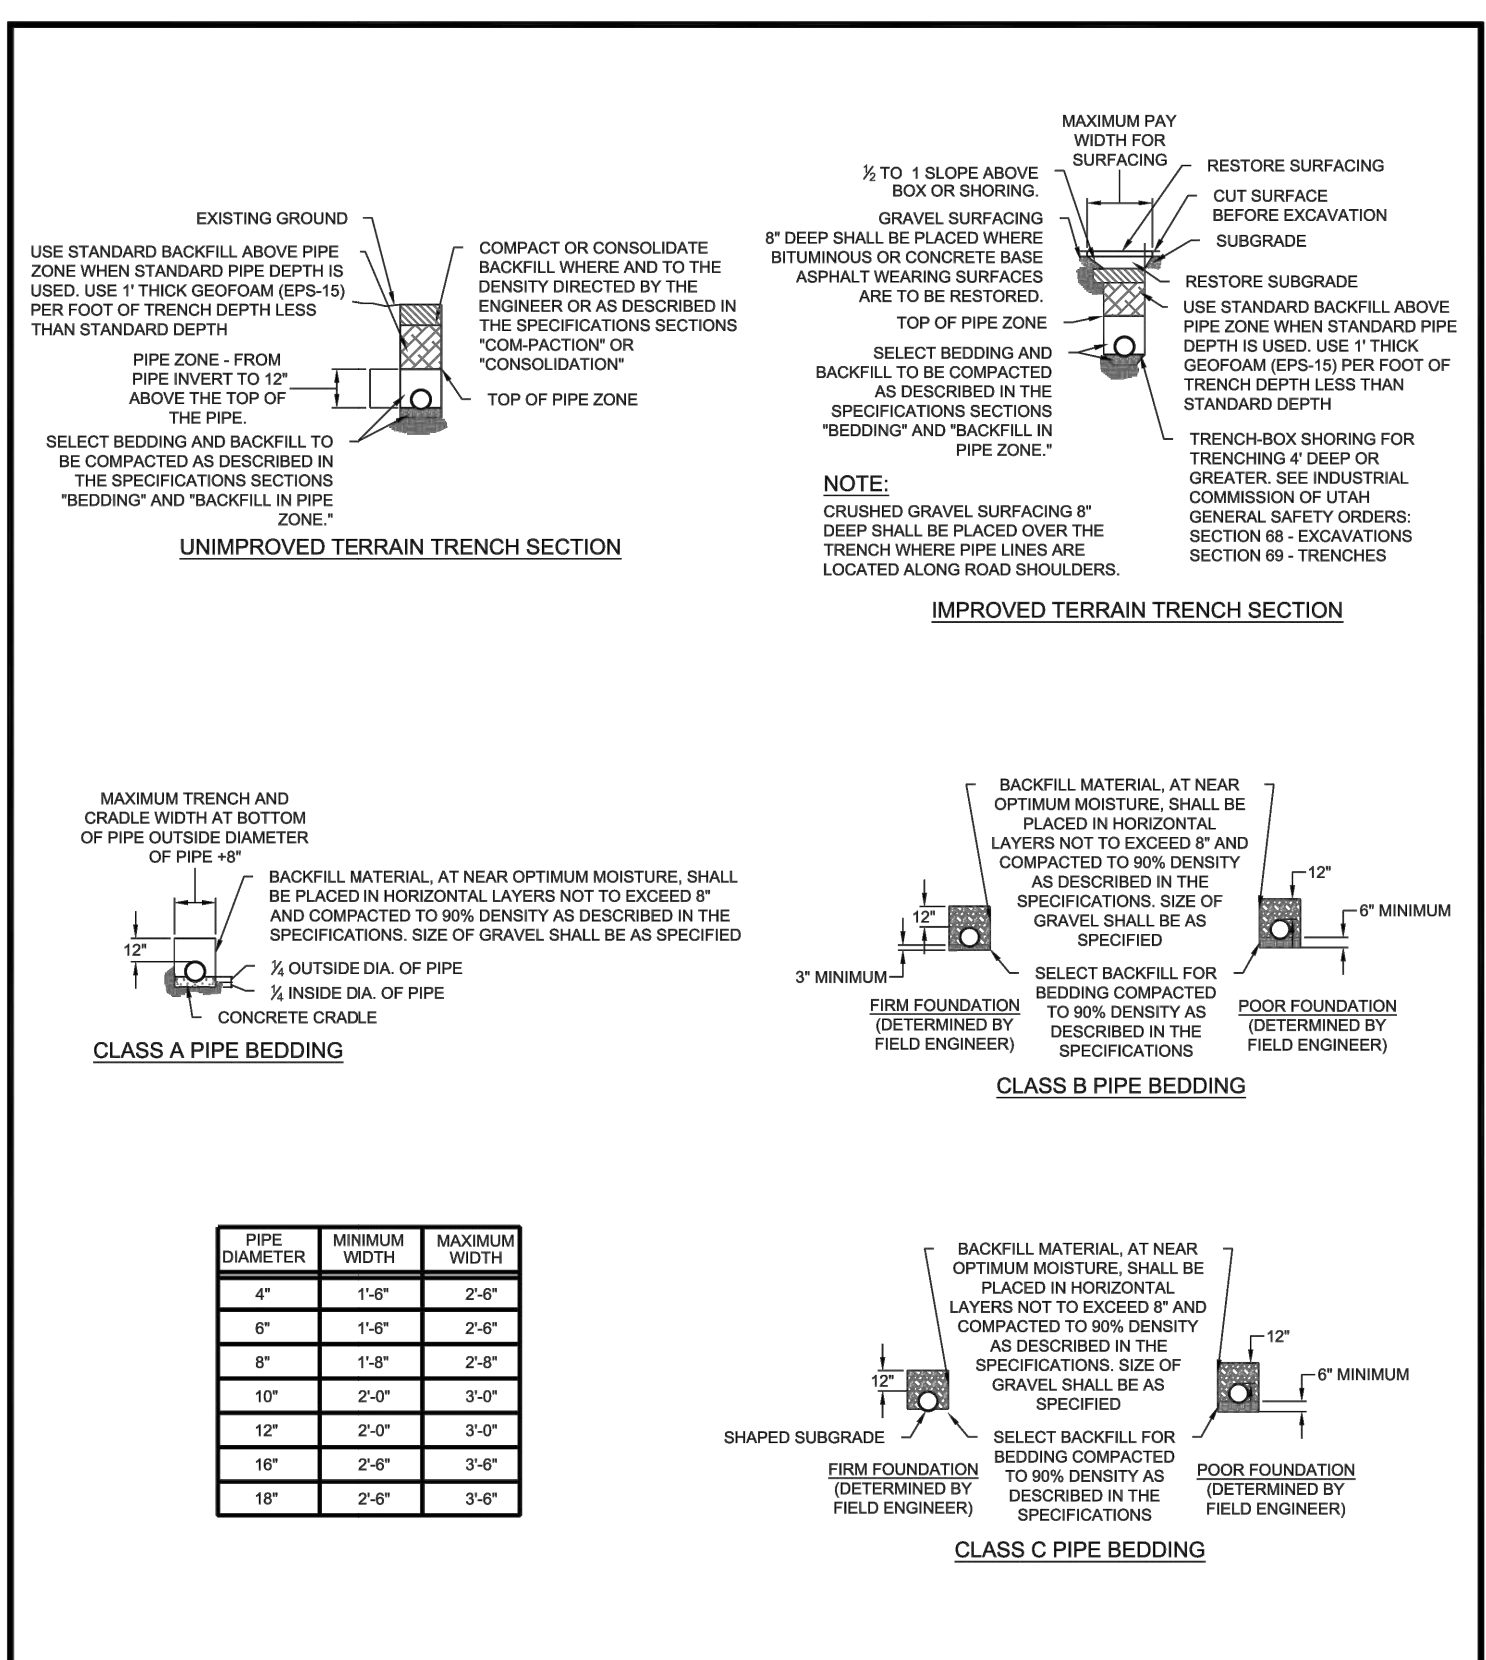 EXISTING GROUND
USE STANDARD BACKFILL ABOVE PIPE
ZONE WHEN STANDARD PIPE DEPTH IS
USED. USE 1' THICK GEOFOAM (EPS-15)
PER FOOT OF TRENCH DEPTH LESS
THAN STANDARD DEPTH
PIPE ZONE - FROM
PIPE INVERT TO 12"
ABOVE THE TOP OF
THE PIPE.
SELECT BEDDING AND BACKFILL TO
BE COMPACTED AS DESCRIBED IN
THE SPECIFICATIONS SECTIONS
"BEDDING" AND "BACKFILL IN PIPE
ZONE."
COMPACT OR CONSOLIDATE
BACKFILL WHERE AND TO THE
DENSITY DIRECTED BY THE
ENGINEER OR AS DESCRIBED IN
THE SPECIFICATIONS SECTIONS
"COM-PACTION" OR
"CONSOLIDATION"
TOP OF PIPE ZONE
UNIMPROVED TERRAIN TRENCH SECTION
MAXIMUM PAY
WIDTH FOR
SURFACING
½ TO 1 SLOPE ABOVE
BOX OR SHORING.
GRAVEL SURFACING
8" DEEP SHALL BE PLACED WHERE
BITUMINOUS OR CONCRETE BASE
ASPHALT WEARING SURFACES
ARE TO BE RESTORED.
TOP OF PIPE ZONE
SELECT BEDDING AND
BACKFILL TO BE COMPACTED
AS DESCRIBED IN THE
SPECIFICATIONS SECTIONS
"BEDDING" AND "BACKFILL IN
PIPE ZONE."
RESTORE SURFACING
CUT SURFACE
BEFORE EXCAVATION
SUBGRADE
RESTORE SUBGRADE
USE STANDARD BACKFILL ABOVE
PIPE ZONE WHEN STANDARD PIPE
DEPTH IS USED. USE 1' THICK
GEOFOAM (EPS-15) PER FOOT OF
TRENCH DEPTH LESS THAN
STANDARD DEPTH
TRENCH-BOX SHORING FOR
TRENCHING 4' DEEP OR
GREATER. SEE INDUSTRIAL
COMMISSION OF UTAH
GENERAL SAFETY ORDERS:
SECTION 68 - EXCAVATIONS
SECTION 69 - TRENCHES
NOTE:
CRUSHED GRAVEL SURFACING 8"
DEEP SHALL BE PLACED OVER THE
TRENCH WHERE PIPE LINES ARE
LOCATED ALONG ROAD SHOULDERS.
IMPROVED TERRAIN TRENCH SECTION
MAXIMUM TRENCH AND
CRADLE WIDTH AT BOTTOM
OF PIPE OUTSIDE DIAMETER
OF PIPE +8"
BACKFILL MATERIAL, AT NEAR OPTIMUM MOISTURE, SHALL
BE PLACED IN HORIZONTAL LAYERS NOT TO EXCEED 8"
AND COMPACTED TO 90% DENSITY AS DESCRIBED IN THE
SPECIFICATIONS. SIZE OF GRAVEL SHALL BE AS SPECIFIED
12"
¼ OUTSIDE DIA. OF PIPE
¼ INSIDE DIA. OF PIPE
CONCRETE CRADLE
CLASS A PIPE BEDDING
BACKFILL MATERIAL, AT NEAR
OPTIMUM MOISTURE, SHALL BE
PLACED IN HORIZONTAL
LAYERS NOT TO EXCEED 8" AND
COMPACTED TO 90% DENSITY
AS DESCRIBED IN THE
SPECIFICATIONS. SIZE OF
GRAVEL SHALL BE AS
SPECIFIED
12"
3" MINIMUM
12"
6" MINIMUM
SELECT BACKFILL FOR
BEDDING COMPACTED
TO 90% DENSITY AS
DESCRIBED IN THE
SPECIFICATIONS
FIRM FOUNDATION
(DETERMINED BY
FIELD ENGINEER)
POOR FOUNDATION
(DETERMINED BY
FIELD ENGINEER)
CLASS B PIPE BEDDING
PIPE DIAMETER MINIMUM WIDTH MAXIMUM WIDTH
4" 1'-6" 2'-6"
6" 1'-6" 2'-6"
8" 1'-8" 2'-8"
10" 2'-0" 3'-0"
12" 2'-0" 3'-0"
16" 2'-6" 3'-6"
18" 2'-6" 3'-6"
BACKFILL MATERIAL, AT NEAR
OPTIMUM MOISTURE, SHALL BE
PLACED IN HORIZONTAL
LAYERS NOT TO EXCEED 8" AND
COMPACTED TO 90% DENSITY
AS DESCRIBED IN THE
SPECIFICATIONS. SIZE OF
GRAVEL SHALL BE AS
SPECIFIED
12"
SHAPED SUBGRADE
12"
6" MINIMUM
SELECT BACKFILL FOR
BEDDING COMPACTED
TO 90% DENSITY AS
DESCRIBED IN THE
SPECIFICATIONS
FIRM FOUNDATION
(DETERMINED BY
FIELD ENGINEER)
POOR FOUNDATION
(DETERMINED BY
FIELD ENGINEER)
CLASS C PIPE BEDDING